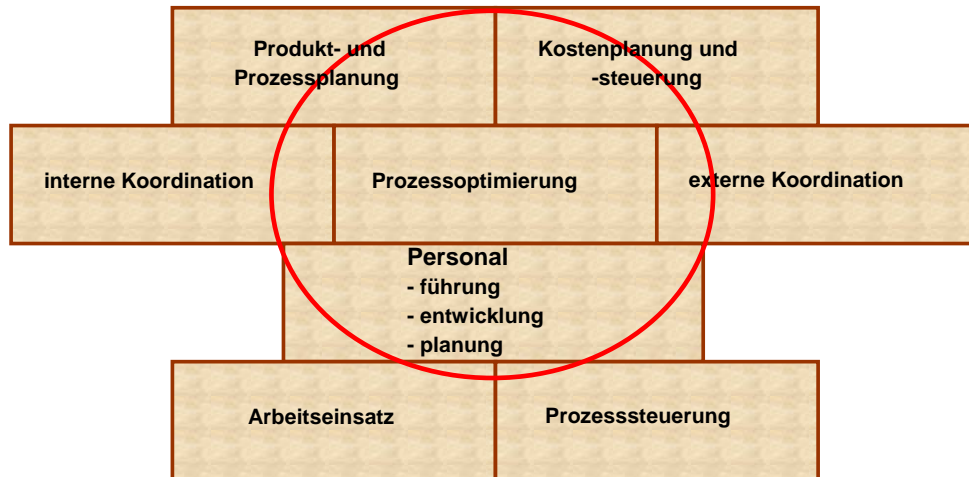 Produkt- und
Prozessplanung
Kostenplanung und
-steuerung
interne Koordination
Prozessoptimierung
externe Koordination
Personal
- führung
- entwicklung
- planung
Arbeitseinsatz
Prozesssteuerung